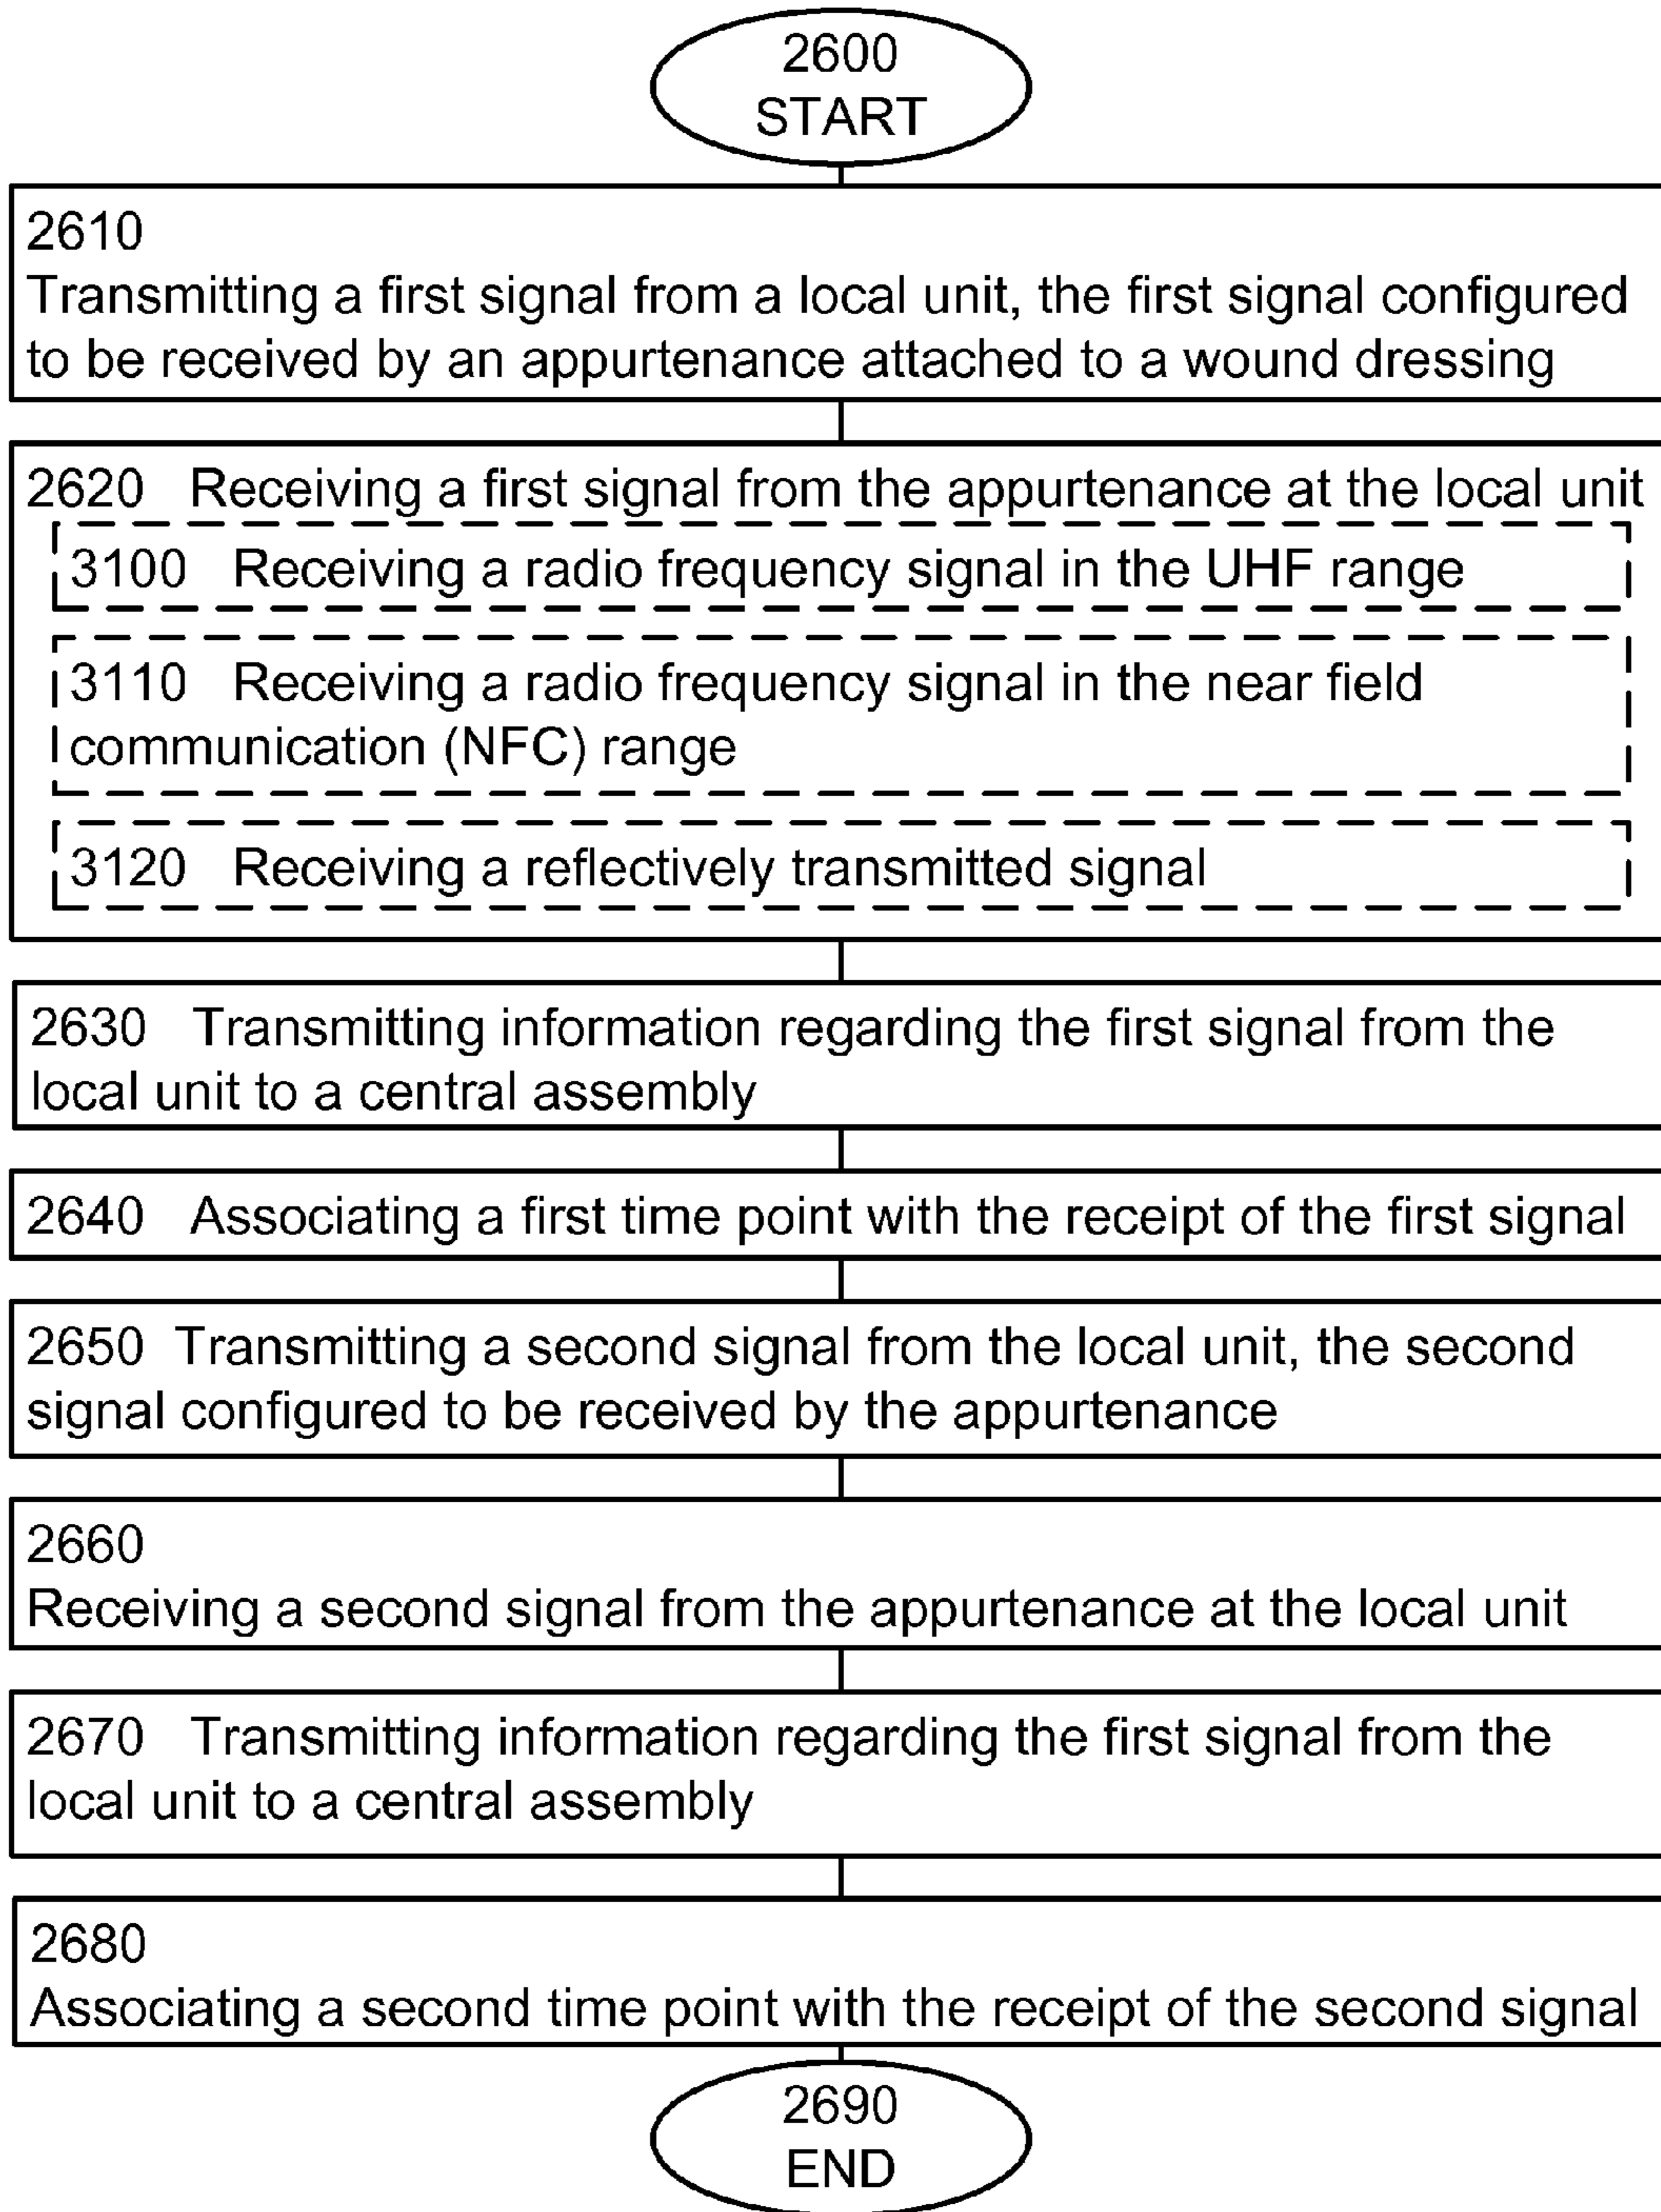 2600
START
2610
Transmitting a first signal from a local unit, the first signal configured
to be received by an appurtenance attached to a wound dressing
2620 Receiving a first signal from the appurtenance at the local unit
3100 Receiving a radio frequency signal in the UHF range
3110 Receiving a radio frequency signal in the near field
communication (NFC) range
3120 Receiving a reflectively transmitted signal
2630 Transmitting information regarding the first signal from the
local unit to a central assembly
2640 Associating a first time point with the receipt of the first signal
2650 Transmitting a second signal from the local unit, the second
signal configured to be received by the appurtenance
2660
Receiving a second signal from the appurtenance at the local unit
2670 Transmitting information regarding the first signal from the
local unit to a central assembly
2680
Associating a second time point with the receipt of the second signal
2690
END